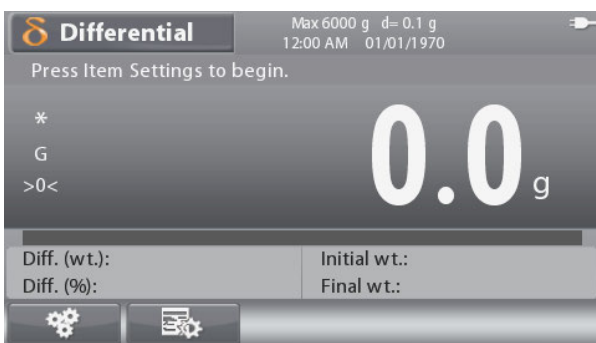 δ Differential
Max 6000 g d= 0.1 g
12:00 AM 01/01/1970
Press Item Settings to begin.
*
G
>0<
0.0 g
Diff. (wt.):
Initial wt.:
Diff. (%):
Final wt.: